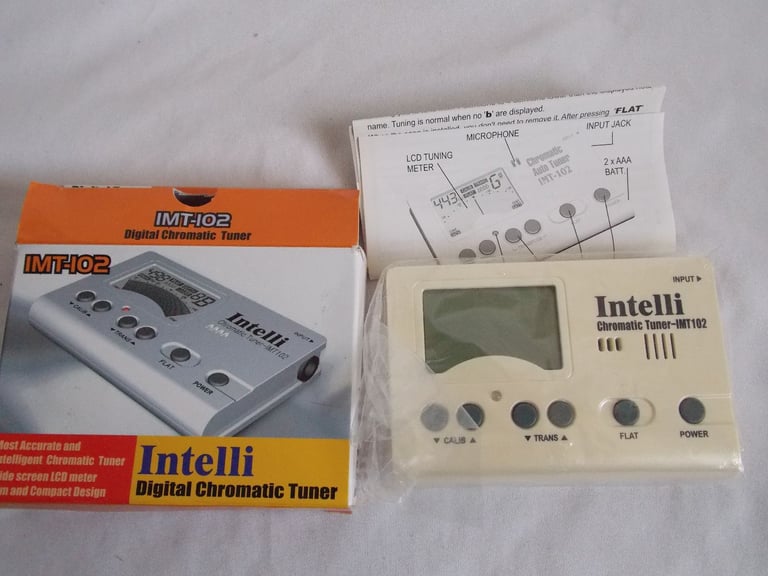 name. Tuning is normal when no 'b' are displayed.
you don't need to remove it. After pressing 'FLAT'
MICROPHONE
INPUT JACK
LCD TUNING
METER
Chromatic
Auto Tuner
IMT-102
2 x AAA
BATT.
443
G
IMT-102
Digital Chromatic Tuner
IMT-102
Intelli
Chromatic Tuner-IMT102
INPUT ▶
▼ CALIB ▲
▼ TRANS ▲
FLAT
POWER
Most Accurate and
Intelligent Chromatic Tuner
Wide screen LCD meter
and Compact Design
Intelli
Digital Chromatic Tuner
INPUT ▶
Intelli
Chromatic Tuner-IMT102
▼ CALIB ▲
▼ TRANS ▲
FLAT
POWER